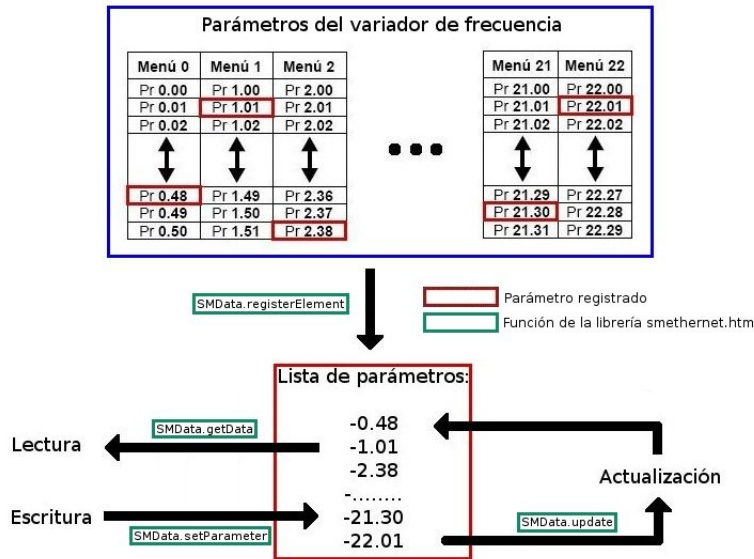 Parámetros del variador de frecuencia
Menú 0 Menú 1 Menú 2 Menú 21 Menú 22
Pr 0.00 Pr 1.00 Pr 2.00 Pr 21.00 Pr 22.00
Pr 0.01 Pr 1.01 Pr 2.01 Pr 21.01 Pr 22.01
Pr 0.02 Pr 1.02 Pr 2.02 Pr 21.02 Pr 22.02
Pr 0.48 Pr 1.49 Pr 2.36 Pr 21.29 Pr 22.27
Pr 0.49 Pr 1.50 Pr 2.37 Pr 21.30 Pr 22.28
Pr 0.50 Pr 1.51 Pr 2.38 Pr 21.31 Pr 22.29
SMData.registerElement
Parámetro registrado
Función de la librería smethernet.htm
Lista de parámetros:
-0.48
-1.01
-2.38
-........
-21.30
-22.01
SMData.getData
Lectura
Escritura
SMData.setParameter
Actualización
SMData.update